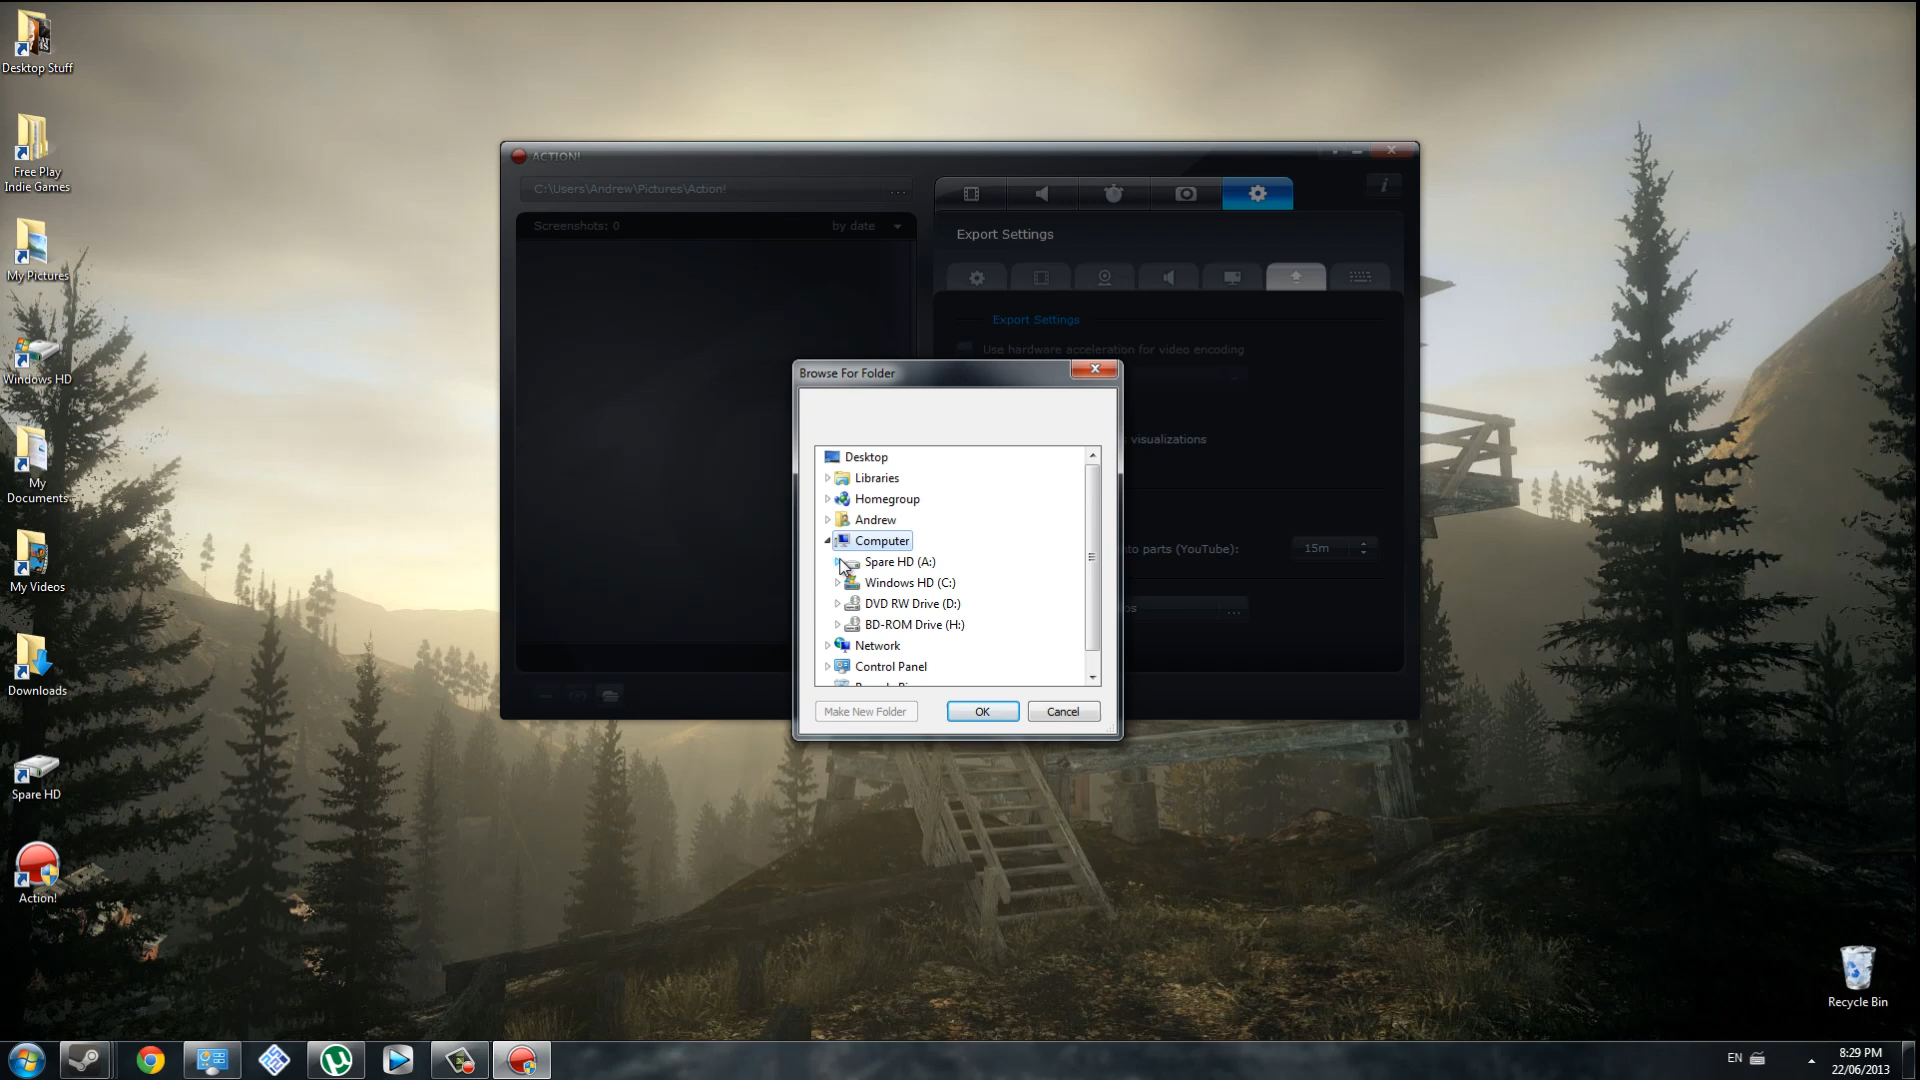 Desktop Stuff
Free Play
Indie Games
My Pictures
Windows HD
My
Documents
My Videos
Downloads
Spare HD
Action!
ACTION!
C:\Users\Andrew\Pictures\Action!
...
Screenshots: 0
by date
i
Export Settings
Export Settings
Use hardware acceleration for video encoding
visualizations
to parts (YouTube):
15m
os
...
Browse For Folder
Desktop
Libraries
Homegroup
Andrew
Computer
Spare HD (A:)
Windows HD (C:)
DVD RW Drive (D:)
BD-ROM Drive (H:)
Network
Control Panel
Make New Folder
OK
Cancel
Recycle Bin
EN
8:29 PM
22/06/2013